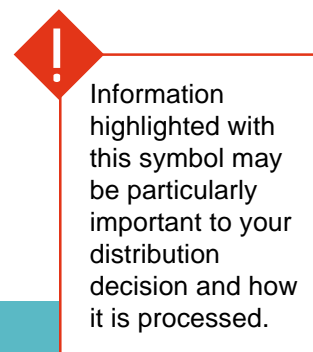 !
Information
highlighted with
this symbol may
be particularly
important to your
distribution
decision and how
it is processed.